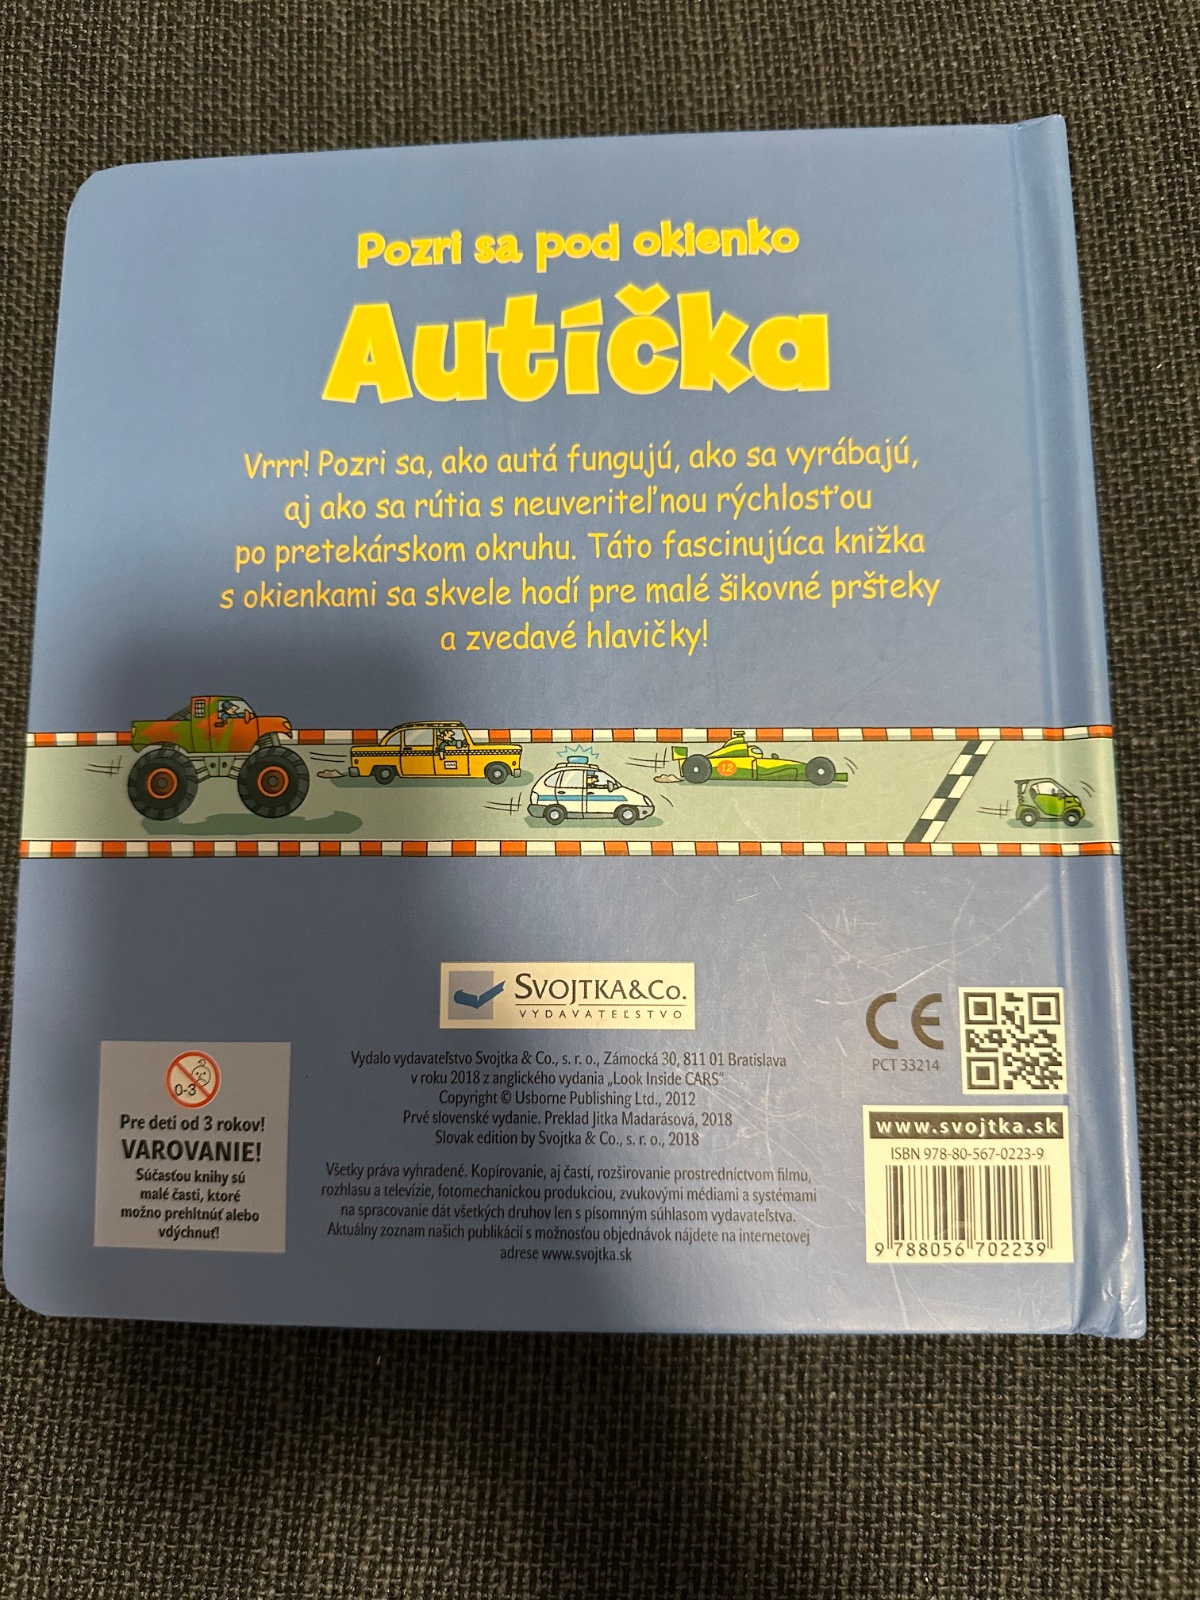 Pozri sa pod okienko
Autíčka
Vrrr! Pozri sa, ako autá fungujú, ako sa vyrábajú,
aj ako sa rútia s neuveriteľnou rýchlosťou
po pretekárskom okruhu. Táto fascinujúca knižka
s okienkami sa skvele hodí pre malé šikovné pršteky
a zvedavé hlavičky!
12
SVOJTKA&CO.
VYDAVATEĽSTVO
Vydalo vydavateľstvo Svojtka & Co., s. r. o., Zámocká 30, 811 01 Bratislava
v roku 2018 z anglického vydania „Look Inside CARS“
Copyright © Usborne Publishing Ltd., 2012
Prvé slovenské vydanie. Preklad Jitka Madarásová, 2018
Slovak edition by Svojtka & Co., s. r. o., 2018
Všetky práva vyhradené. Kopírovanie, aj častí, rozširovanie prostredníctvom filmu,
rozhlasu a televízie, fotomechanickou produkciou, zvukovými médiami a systémami
na spracovanie dát všetkých druhov len s písomným súhlasom vydavateľstva.
Aktuálny zoznam našich publikácií s možnosťou objednávok nájdete na internetovej
adrese www.svojtka.sk
0-3
Pre deti od 3 rokov!
VAROVANIE!
Súčasťou knihy sú
malé časti, ktoré
možno prehltnúť alebo
vdýchnuť!
CE
PCT 33214
www.svojtka.sk
ISBN 978-80-567-0223-9
9 788056 702239